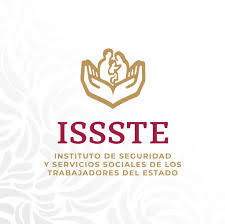 ISSSTE
INSTITUTO DE SEGURIDAD
Y SERVICIOS SOCIALES DE LOS
TRABAJADORES DEL ESTADO